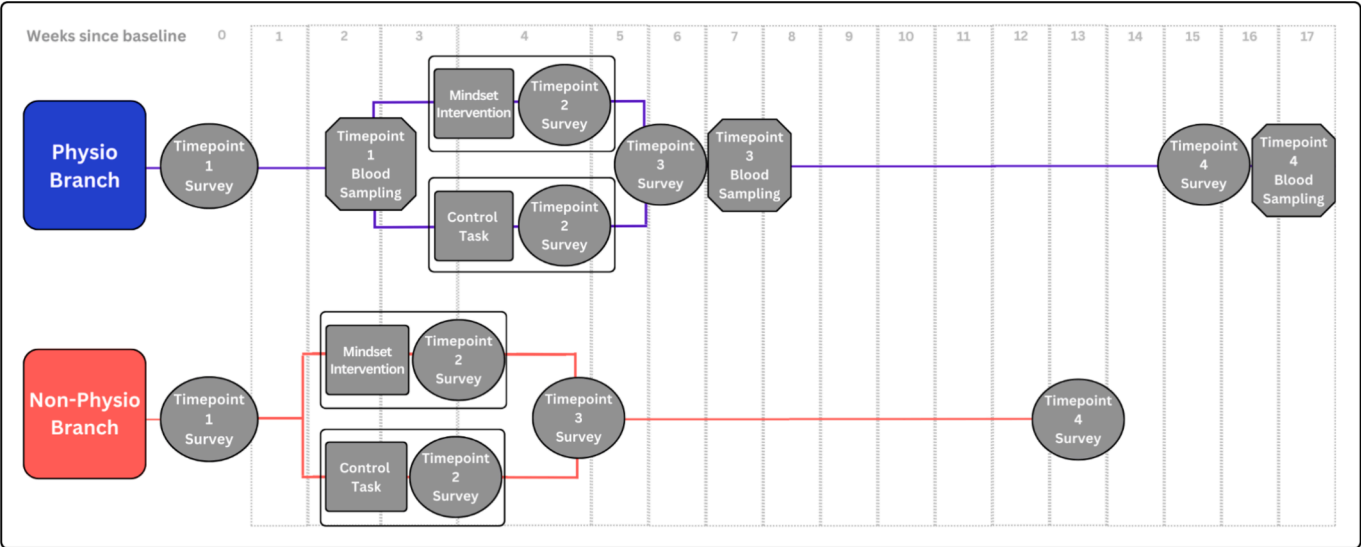 Weeks since baseline 0 1 2 3 4 5 6 7 8 9 10 11 12 13 14 15 16 17
Physio
Branch
Timepoint
1
Survey
Timepoint
1
Blood
Sampling
Mindset
Intervention
Timepoint
2
Survey
Control
Task
Timepoint
2
Survey
Timepoint
3
Survey
Timepoint
3
Blood
Sampling
Timepoint
4
Survey
Timepoint
4
Blood
Sampling
Non-Physio
Branch
Timepoint
1
Survey
Mindset
Intervention
Timepoint
2
Survey
Control
Task
Timepoint
2
Survey
Timepoint
3
Survey
Timepoint
4
Survey